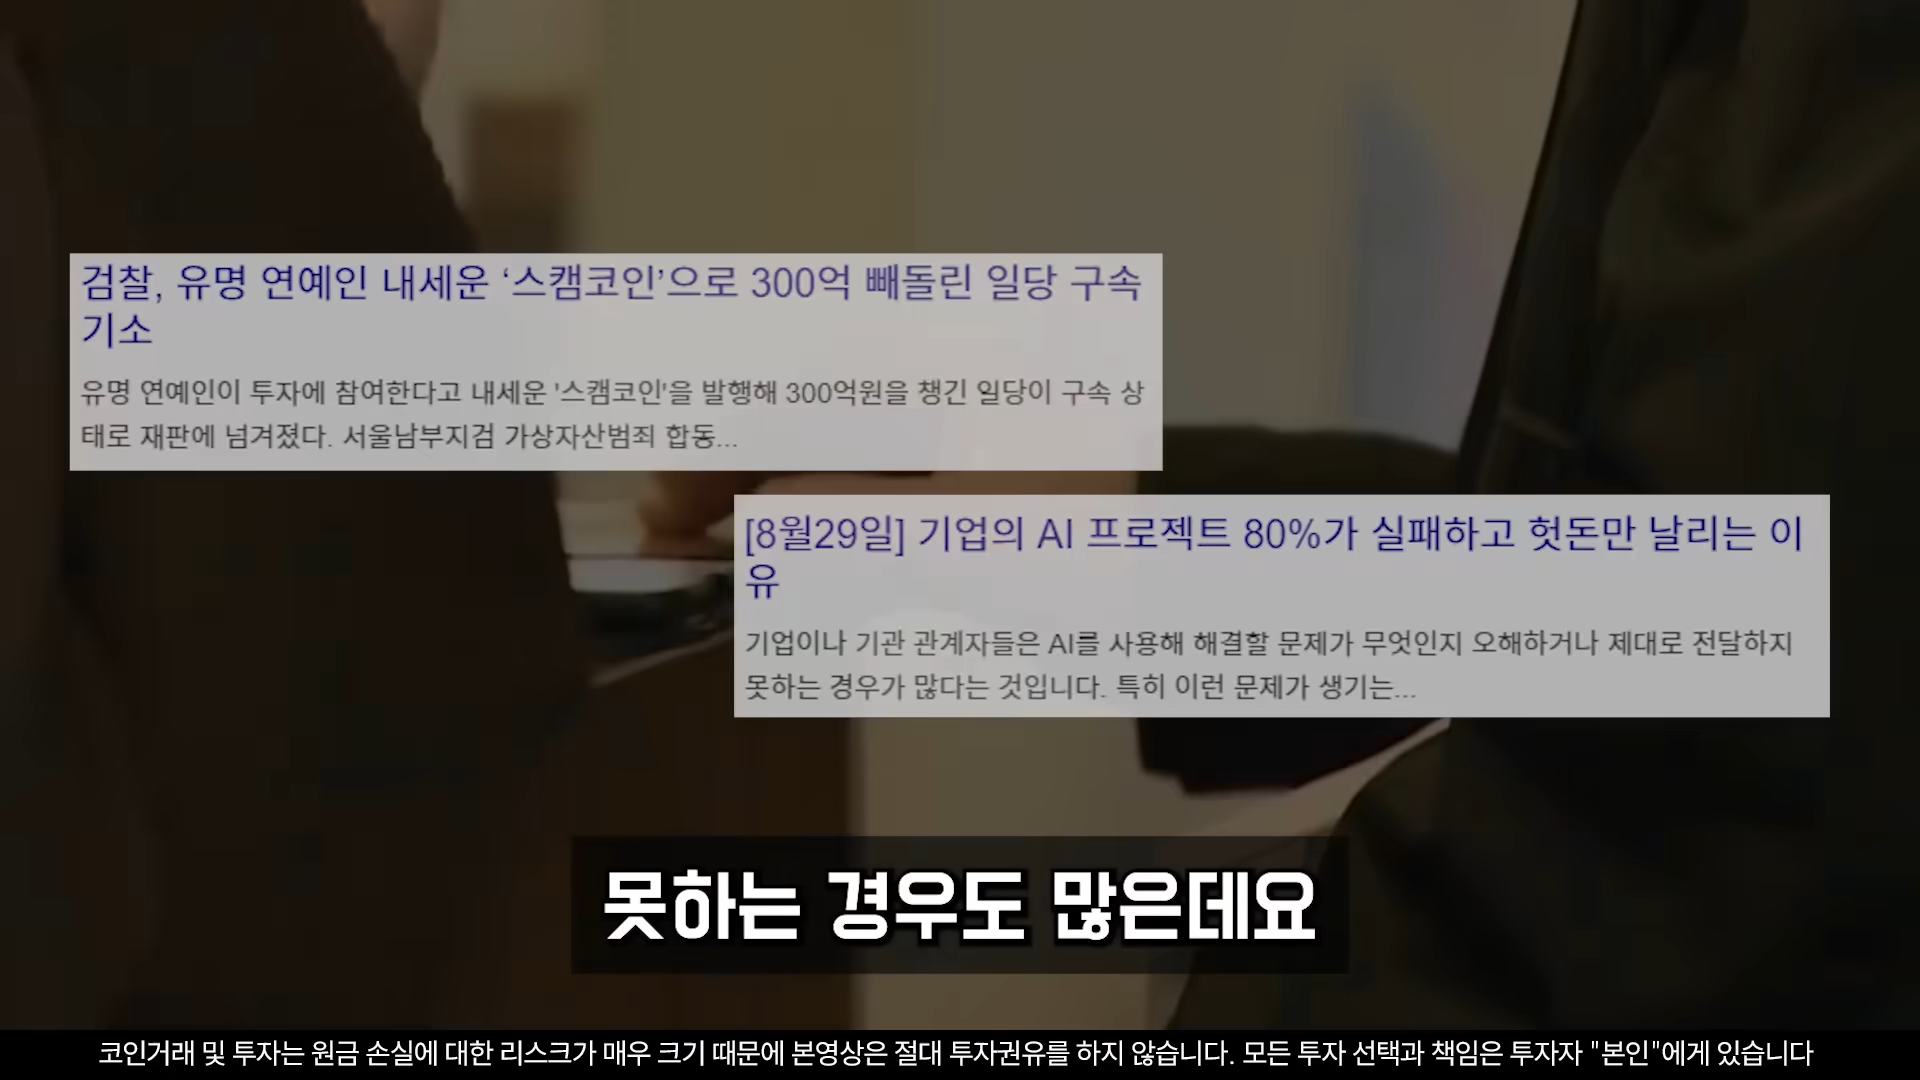 검찰, 유명 연예인 내세운 ‘스캠코인’으로 300억 빼돌린 일당 구속
기소
유명 연예인이 투자에 참여한다고 내세운 '스캠코인'을 발행해 300억원을 챙긴 일당이 구속 상
태로 재판에 넘겨졌다. 서울남부지검 가상자산범죄 합동...
[8월29일] 기업의 AI 프로젝트 80%가 실패하고 헛돈만 날리는 이
유
기업이나 기관 관계자들은 AI를 사용해 해결할 문제가 무엇인지 오해하거나 제대로 전달하지
못하는 경우가 많다는 것입니다. 특히 이런 문제가 생기는...
못하는 경우도 많은데요
코인거래 및 투자는 원금 손실에 대한 리스크가 매우 크기 때문에 본영상은 절대 투자권유를 하지 않습니다. 모든 투자 선택과 책임은 투자자 "본인"에게 있습니다